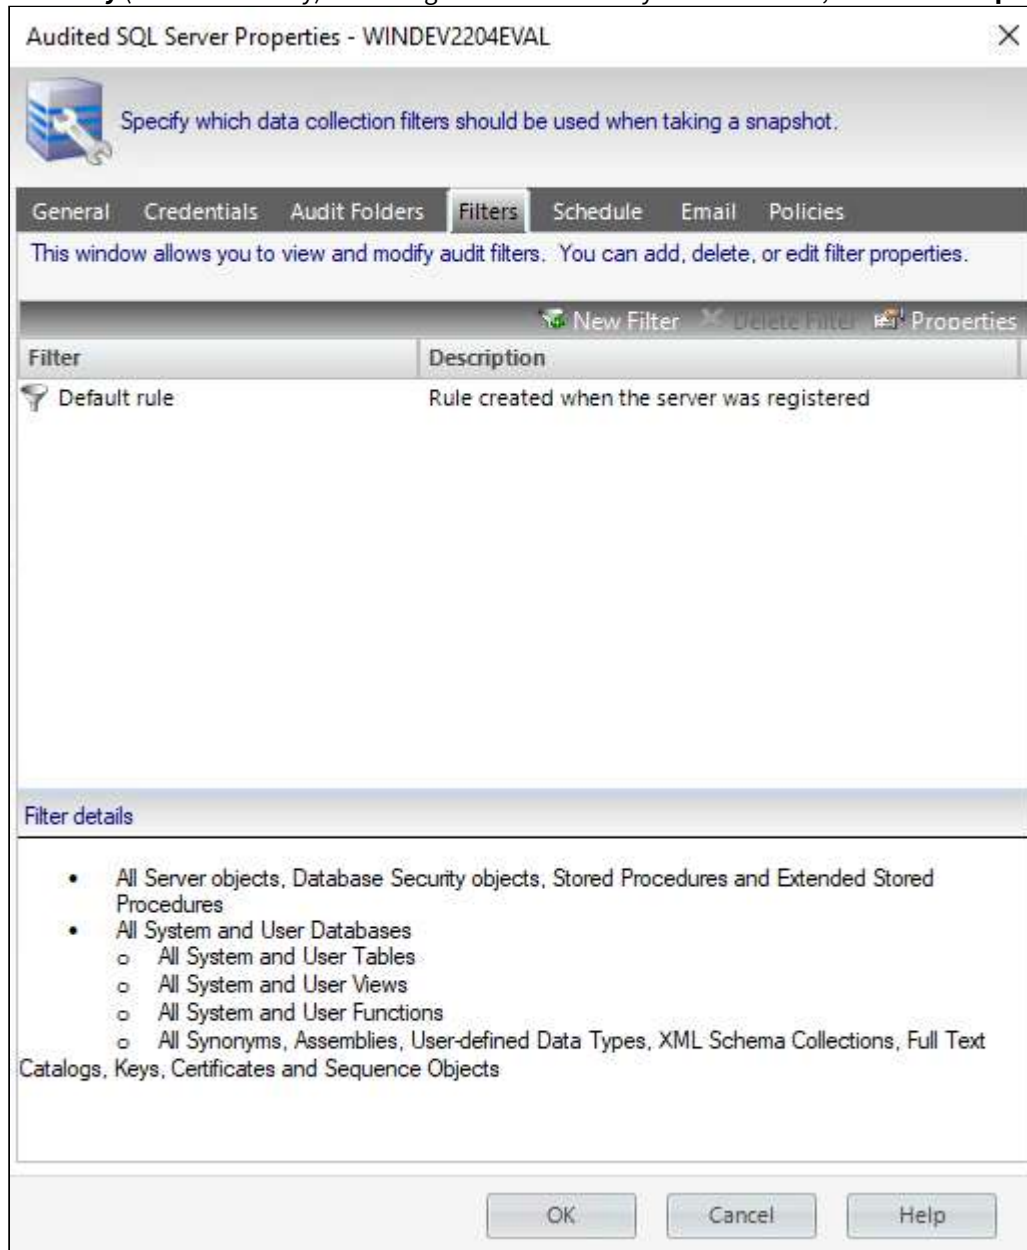 Audited SQL Server Properties - WINDEV2204EVAL
Specify which data collection filters should be used when taking a snapshot.
General Credentials Audit Folders Filters Schedule Email Policies
This window allows you to view and modify audit filters. You can add, delete, or edit filter properties.
New Filter Delete Filter Properties
Filter Description
Default rule Rule created when the server was registered
Filter details
• All Server objects, Database Security objects, Stored Procedures and Extended Stored
Procedures
• All System and User Databases
o All System and User Tables
o All System and User Views
o All System and User Functions
o All Synonyms, Assemblies, User-defined Data Types, XML Schema Collections, Full Text
Catalogs, Keys, Certificates and Sequence Objects
OK Cancel Help